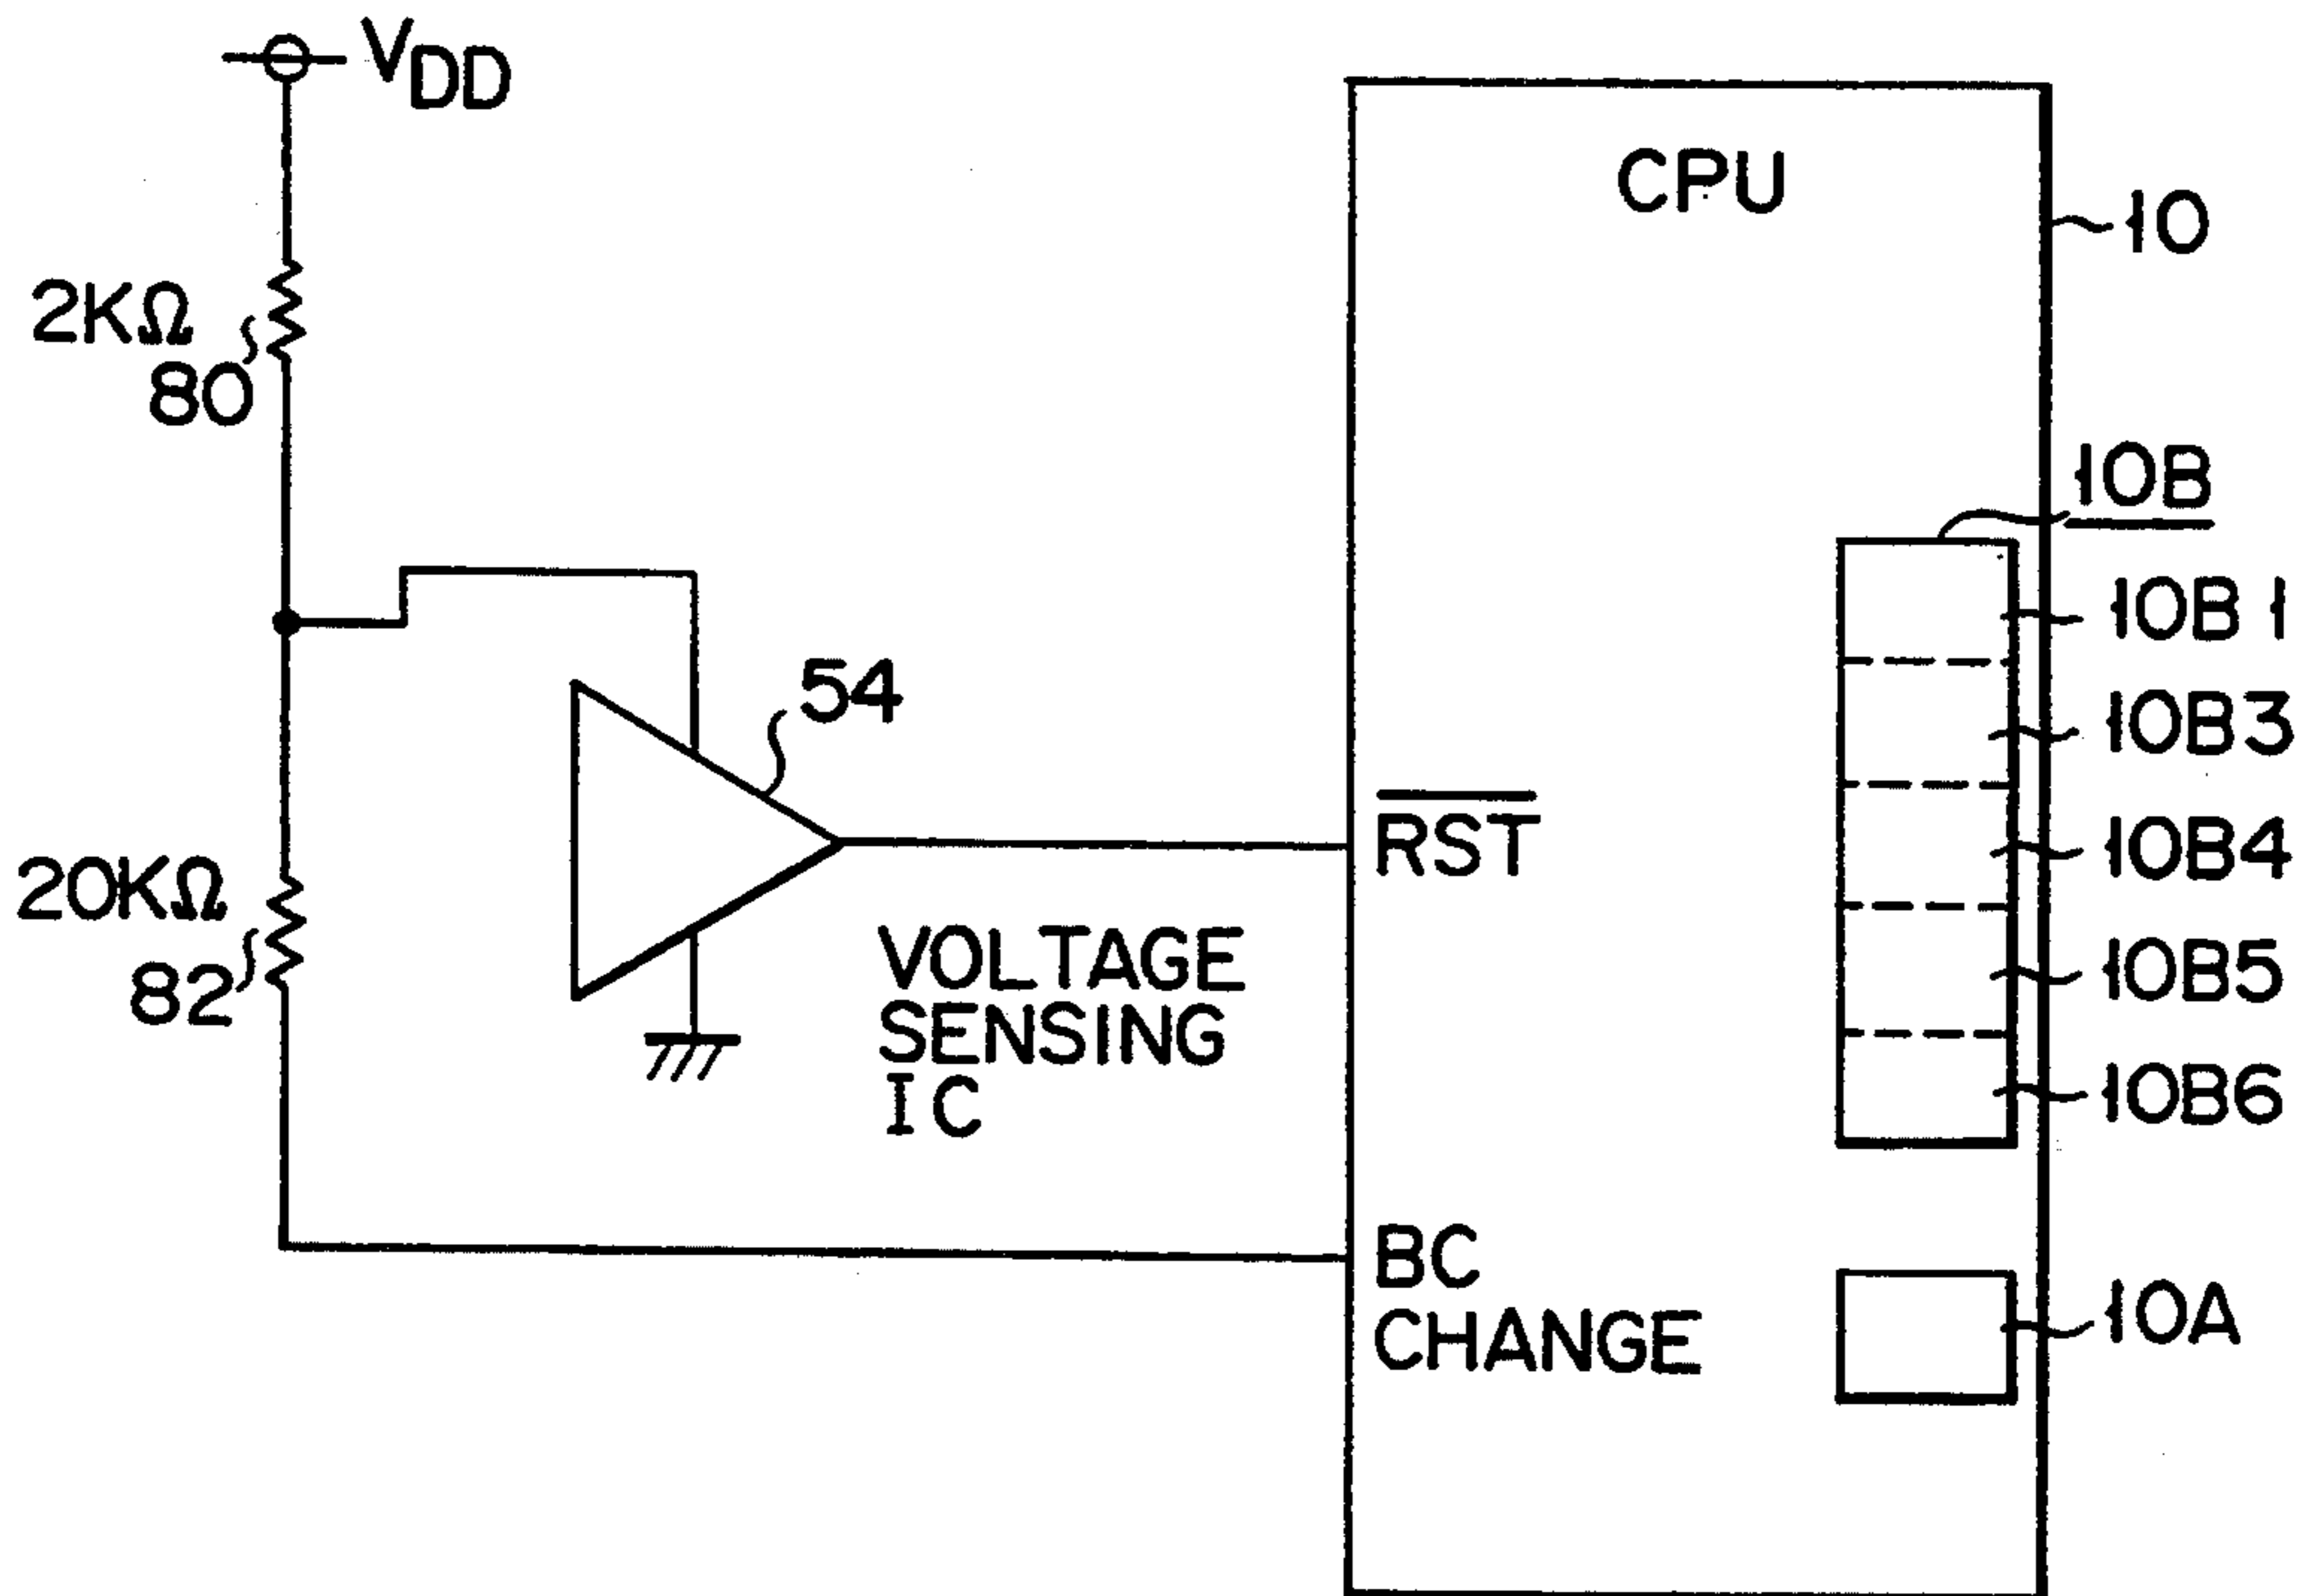 VDD
CPU
10
2KΩ
80
10B
10B1
54
10B3
RST
10B4
20KΩ
82
VOLTAGE
SENSING
IC
10B5
10B6
BC
CHANGE
10A